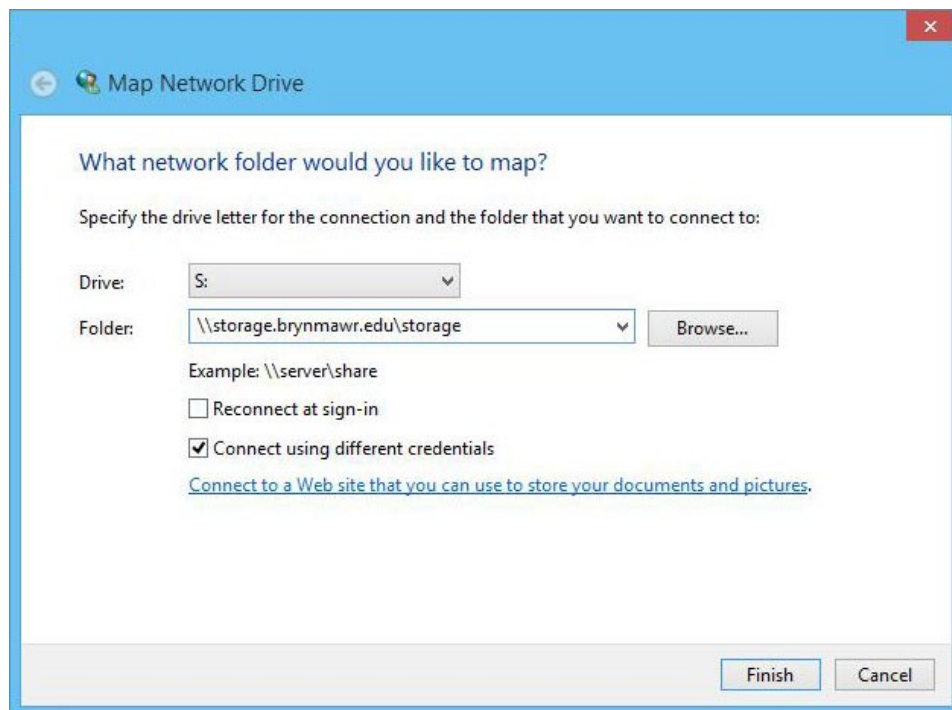 Map Network Drive
What network folder would you like to map?
Specify the drive letter for the connection and the folder that you want to connect to:
Drive: S:
Folder: \\storage.brynmawr.edu\storage Browse...
Example: \\server\share
Reconnect at sign-in
Connect using different credentials
Connect to a Web site that you can use to store your documents and pictures.
Finish Cancel